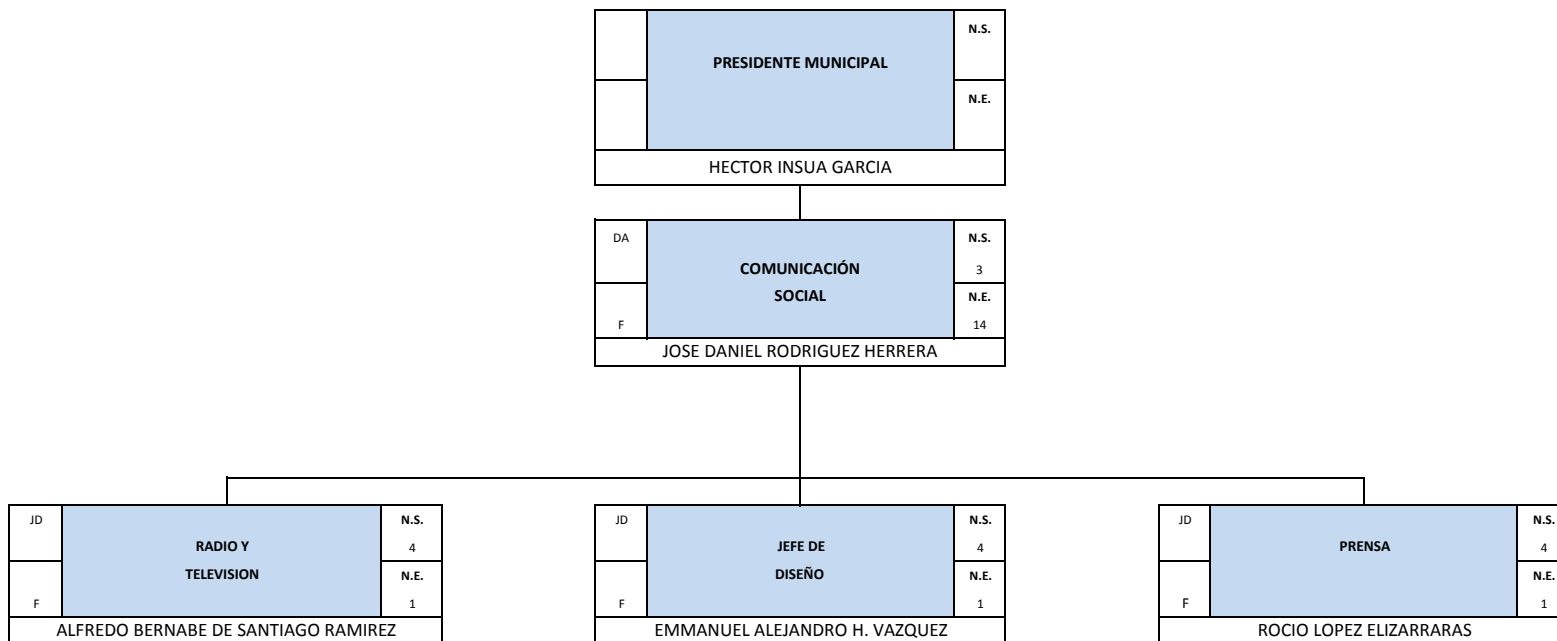 N.S.
PRESIDENTE MUNICIPAL
N.E.
HECTOR INSUA GARCIA
DA
N.S.
COMUNICACIÓN
3
SOCIAL
N.E.
F
14
JOSE DANIEL RODRIGUEZ HERRERA
JD
N.S.
RADIO Y
4
TELEVISION
N.E.
F
1
ALFREDO BERNABE DE SANTIAGO RAMIREZ
JD
N.S.
JEFE DE
4
DISEÑO
N.E.
F
1
EMMANUEL ALEJANDRO H. VAZQUEZ
JD
N.S.
PRENSA
4
N.E.
F
1
ROCIO LOPEZ ELIZARRARAS